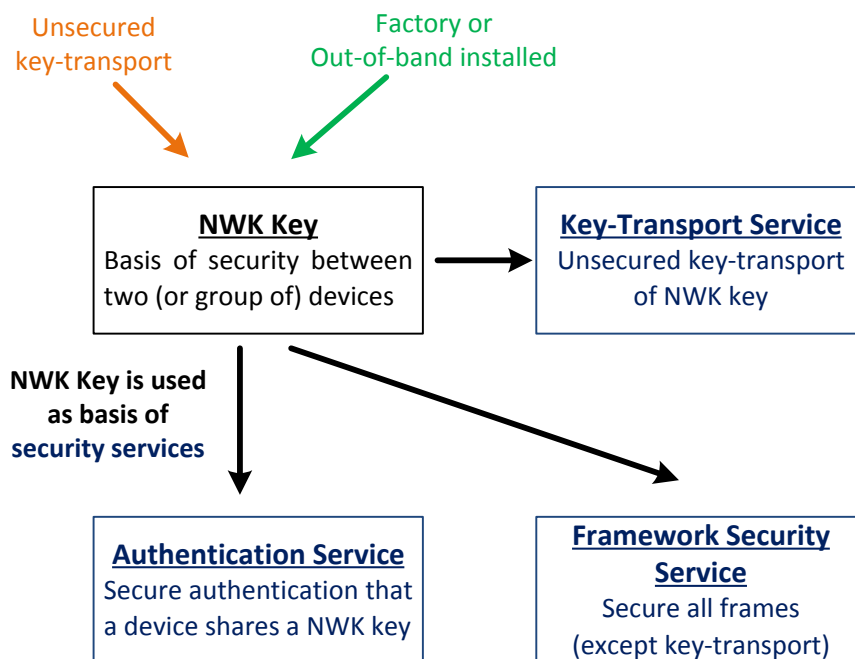 Unsecured
key-transport
Factory or
Out-of-band installed
NWK Key
Basis of security between
two (or group of) devices
Key-Transport Service
Unsecured key-transport
of NWK key
NWK Key is used
as basis of
security services
Authentication Service
Secure authentication that
a device shares a NWK key
Framework Security
Service
Secure all frames
(except key-transport)